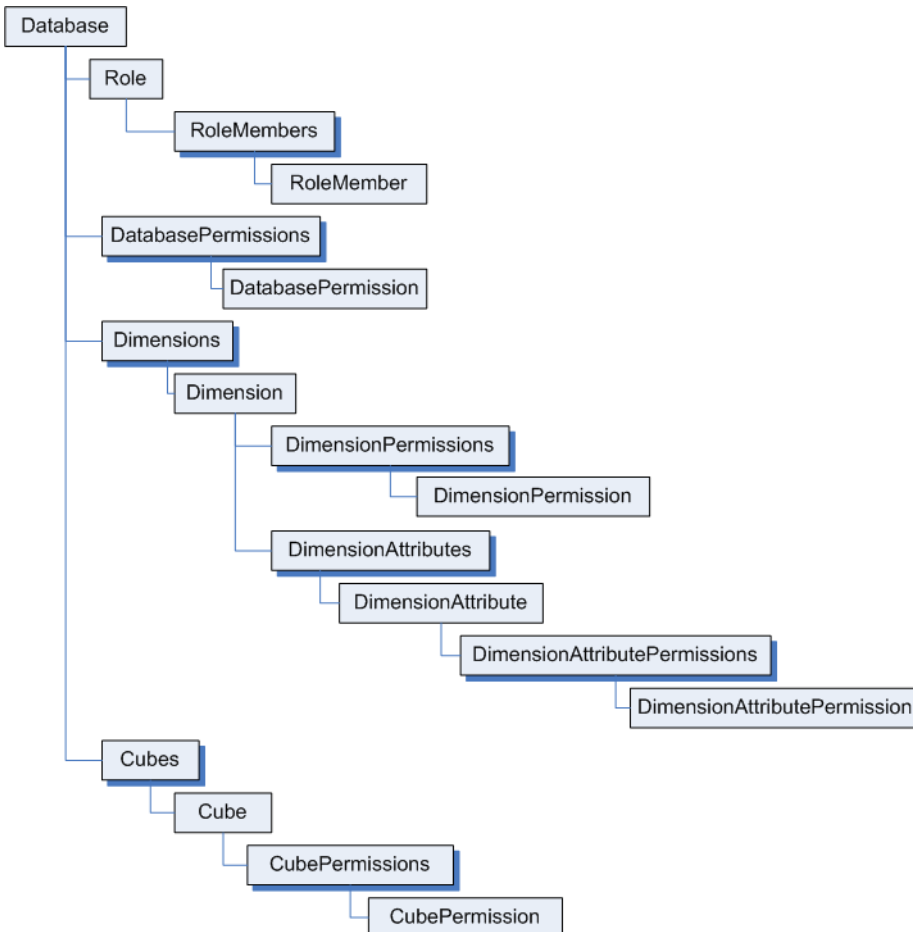 Database
Role
RoleMembers
RoleMember
DatabasePermissions
DatabasePermission
Dimensions
Dimension
DimensionPermissions
DimensionPermission
DimensionAttributes
DimensionAttribute
DimensionAttributePermissions
DimensionAttributePermission
Cubes
Cube
CubePermissions
CubePermission